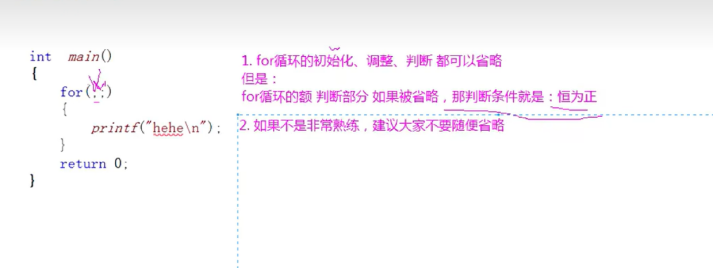 int main()
{
for(;;)
{
printf("hehe\n");
}
return 0;
}
1. for循环的初始化、调整、判断 都可以省略
但是：
for循环的额 判断部分 如果被省略，那判断条件就是：恒为正
2. 如果不是非常熟练，建议大家不要随便省略